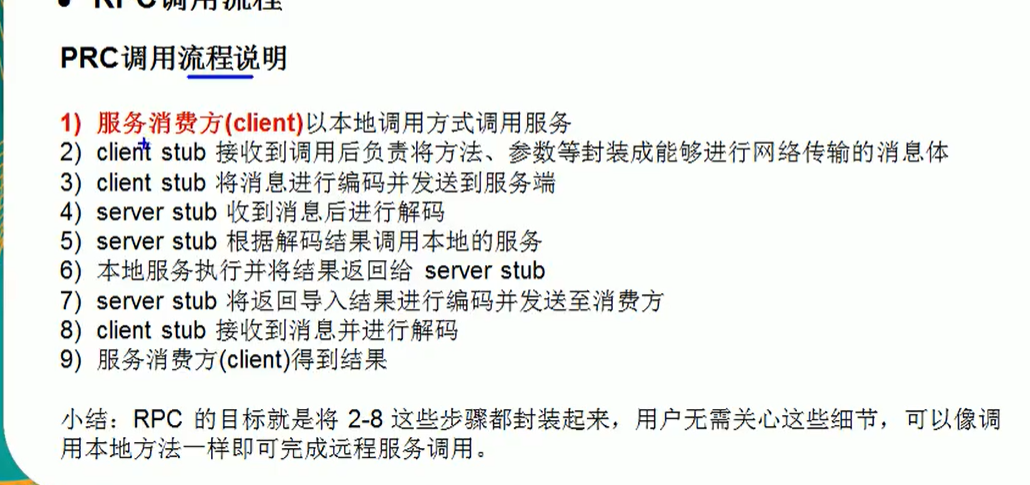 ● RPC调用流程
PRC调用流程说明
1) 服务消费方(client)以本地调用方式调用服务
2) client stub 接收到调用后负责将方法、参数等封装成能够进行网络传输的消息体
3) client stub 将消息进行编码并发送到服务端
4) server stub 收到消息后进行解码
5) server stub 根据解码结果调用本地的服务
6) 本地服务执行并将结果返回给 server stub
7) server stub 将返回导入结果进行编码并发送至消费方
8) client stub 接收到消息并进行解码
9) 服务消费方(client)得到结果
小结：RPC 的目标就是将 2-8 这些步骤都封装起来，用户无需关心这些细节，可以像调
用本地方法一样即可完成远程服务调用。